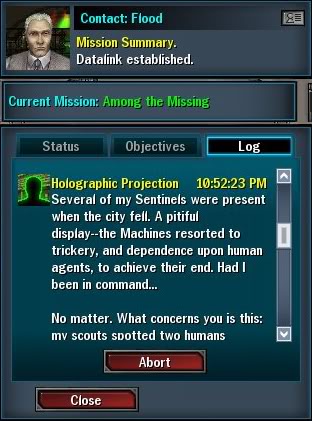 Contact: Flood
Mission Summary.
Datalink established.
Current Mission: Among the Missing
Status
Objectives
Log
Holographic Projection 10:52:23 PM
Several of my Sentinels were present
when the city fell. A pitiful
display--the Machines resorted to
trickery, and dependence upon human
agents, to achieve their end. Had I
been in command...
No matter. What concerns you is this:
my scouts spotted two humans
Abort
Close